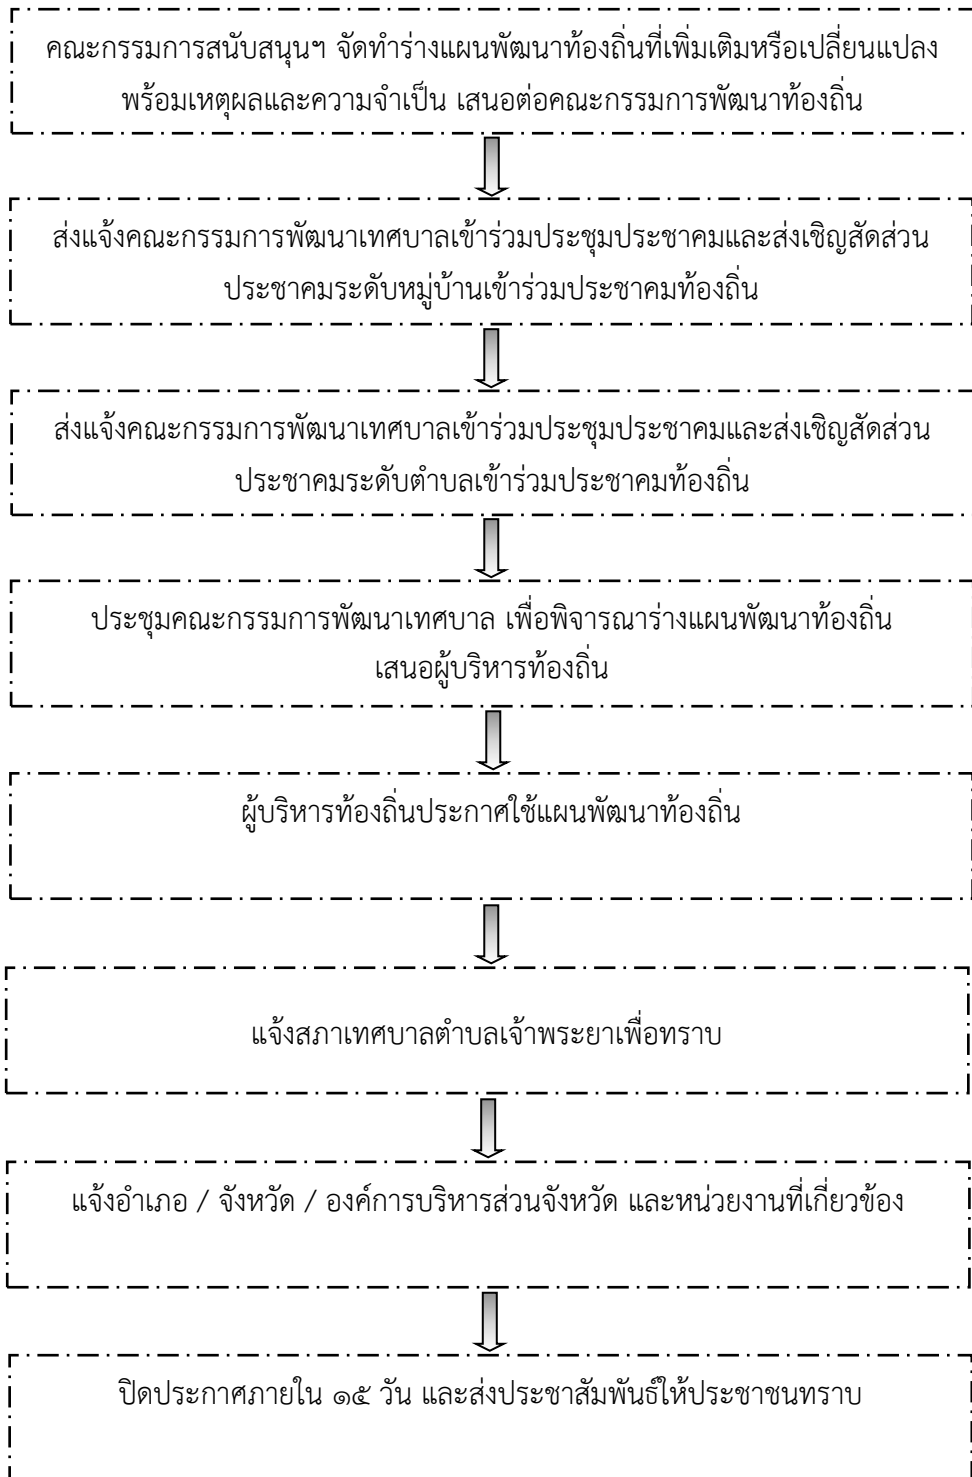 คณะกรรมการสนับสนุนฯ จัดทำร่างแผนพัฒนาท้องถิ่นที่เพิ่มเติมหรือเปลี่ยนแปลง
พร้อมเหตุผลและความจำเป็น เสนอต่อคณะกรรมการพัฒนาท้องถิ่น
ส่งแจ้งคณะกรรมการพัฒนาเทศบาลเข้าร่วมประชุมประชาคมและส่งเชิญสัดส่วน
ประชาคมระดับหมู่บ้านเข้าร่วมประชาคมท้องถิ่น
ส่งแจ้งคณะกรรมการพัฒนาเทศบาลเข้าร่วมประชุมประชาคมและส่งเชิญสัดส่วน
ประชาคมระดับตำบลเข้าร่วมประชาคมท้องถิ่น
ประชุมคณะกรรมการพัฒนาเทศบาล เพื่อพิจารณาร่างแผนพัฒนาท้องถิ่น
เสนอผู้บริหารท้องถิ่น
ผู้บริหารท้องถิ่นประกาศใช้แผนพัฒนาท้องถิ่น
แจ้งสภาเทศบาลตำบลเจ้าพระยาเพื่อทราบ
แจ้งอำเภอ / จังหวัด / องค์การบริหารส่วนจังหวัด และหน่วยงานที่เกี่ยวข้อง
ปิดประกาศภายใน ๑๕ วัน และส่งประชาสัมพันธ์ให้ประชาชนทราบ